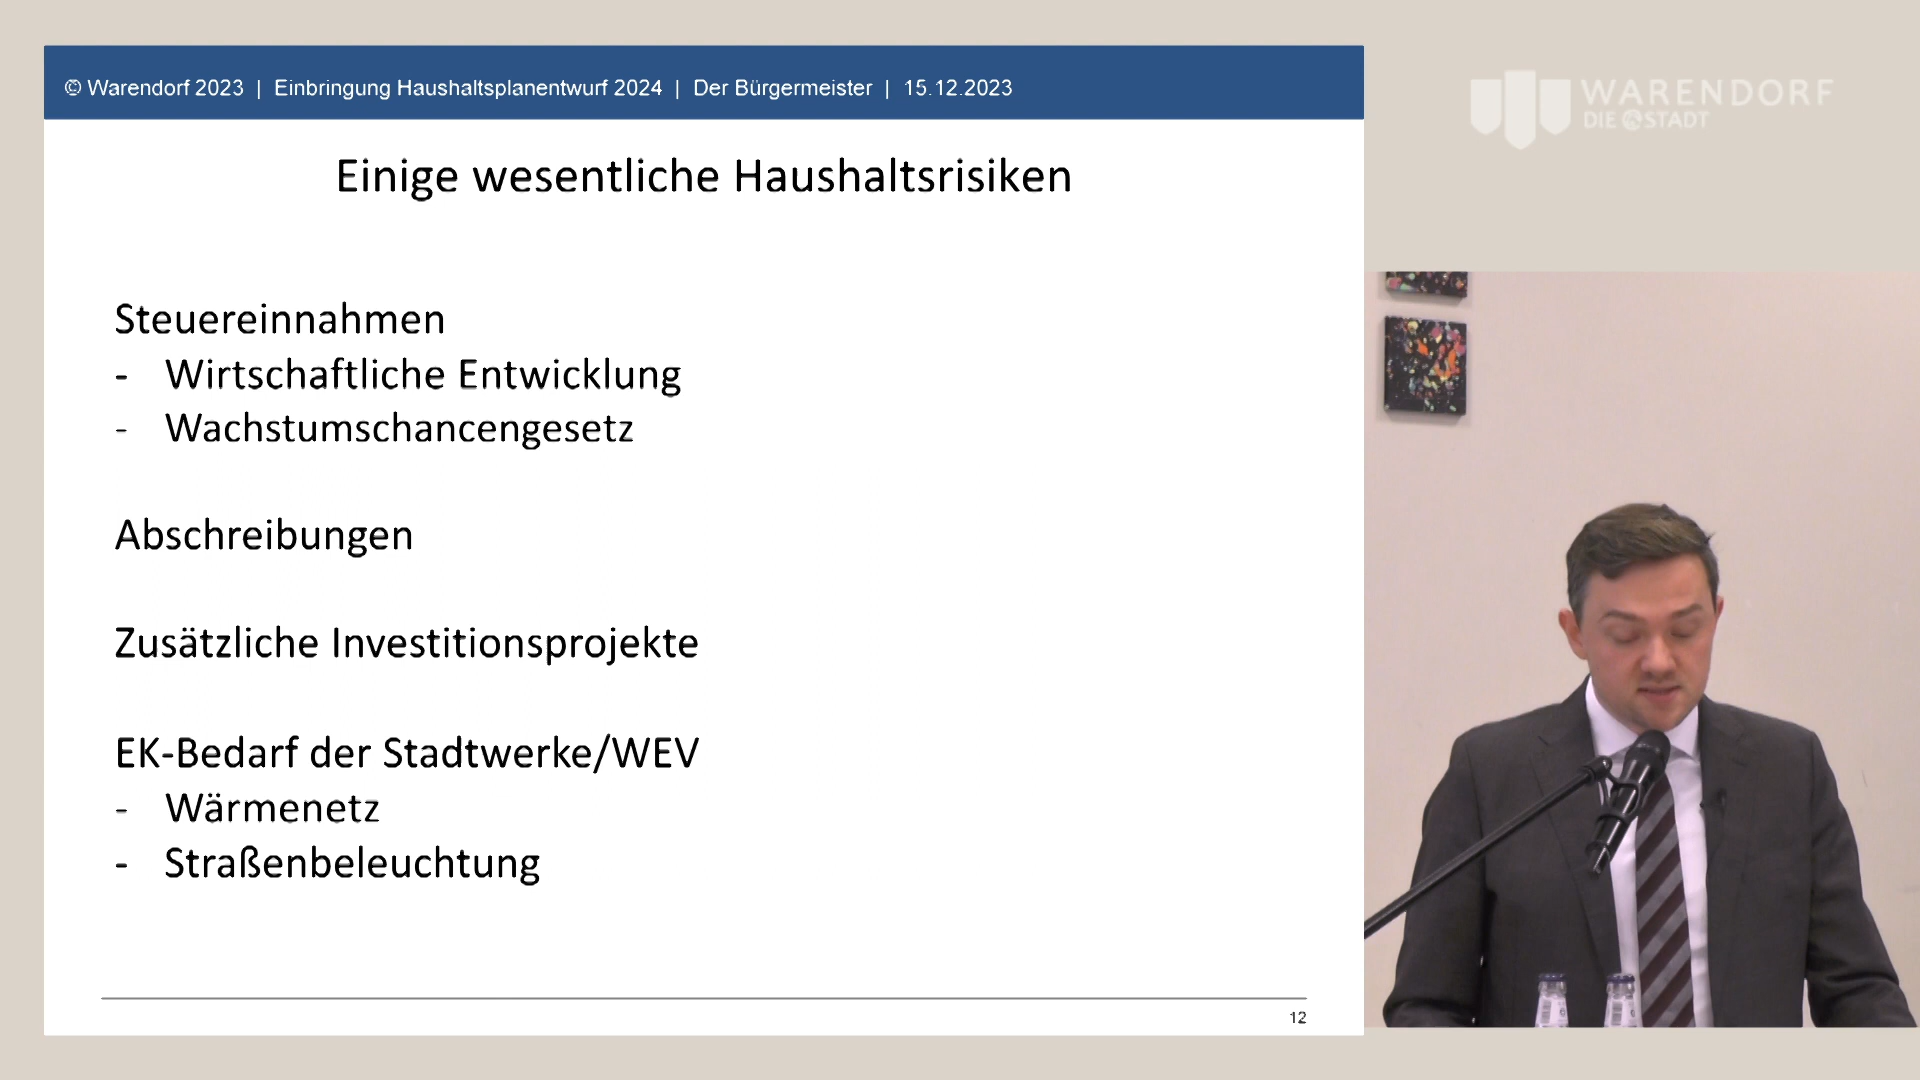 © Warendorf 2023 | Einbringung Haushaltsplanentwurf 2024 | Der Bürgermeister | 15.12.2023
WARENDORF
DIE STADT
Einige wesentliche Haushaltsrisiken
Steuereinnahmen
- Wirtschaftliche Entwicklung
- Wachstumschancengesetz
Abschreibungen
Zusätzliche Investitionsprojekte
EK-Bedarf der Stadtwerke/WEV
- Wärmenetz
- Straßenbeleuchtung
12